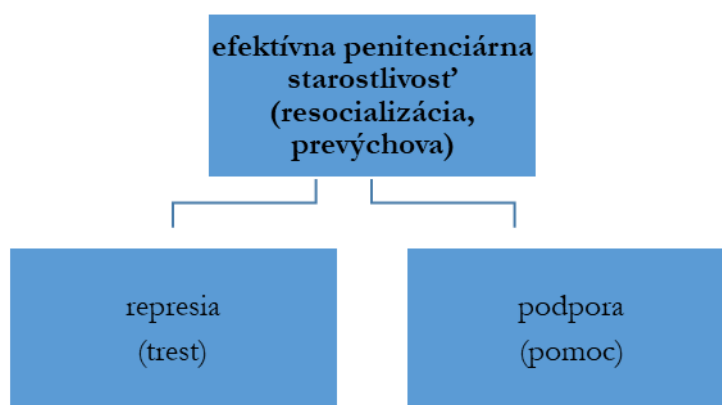 efektívna penitenciárna
starostlivosť
(resocializácia,
prevýchova)
represia
(trest)
podpora
(pomoc)